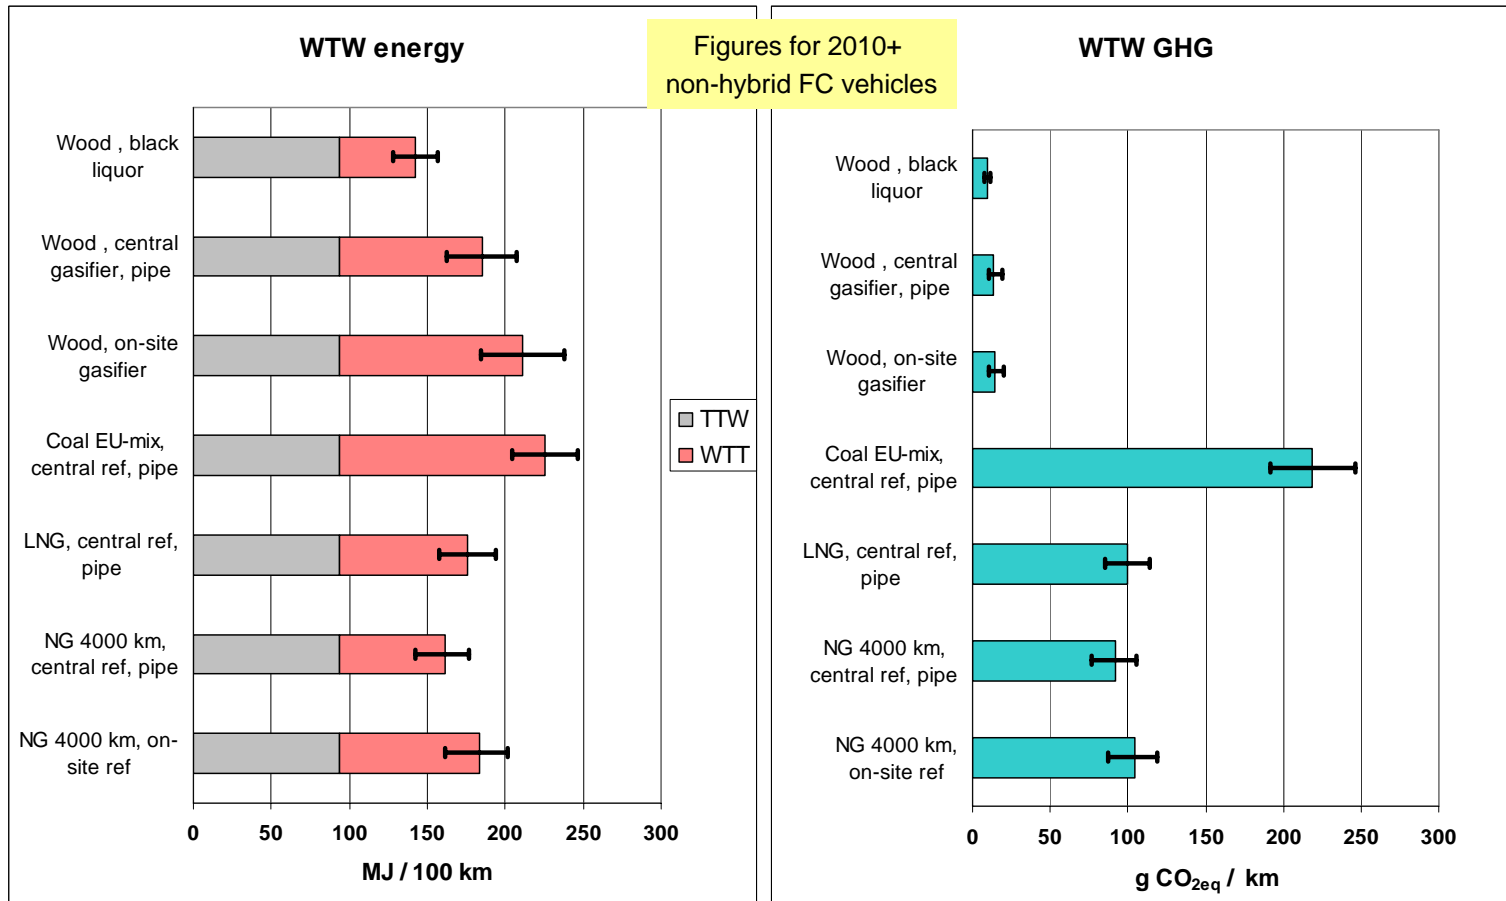 WTW energy
Figures for 2010+
non-hybrid FC vehicles
WTW GHG
Wood , black
liquor
Wood , central
gasifier, pipe
Wood, on-site
gasifier
Coal EU-mix,
central ref, pipe
LNG, central ref,
pipe
NG 4000 km,
central ref, pipe
NG 4000 km, on-
site ref
0 50 100 150 200 250 300
MJ / 100 km
TTW
WTT
Wood , black
liquor
Wood , central
gasifier, pipe
Wood, on-site
gasifier
Coal EU-mix,
central ref, pipe
LNG, central ref,
pipe
NG 4000 km,
central ref, pipe
NG 4000 km,
on-site ref
0 50 100 150 200 250 300
g CO2eq / km